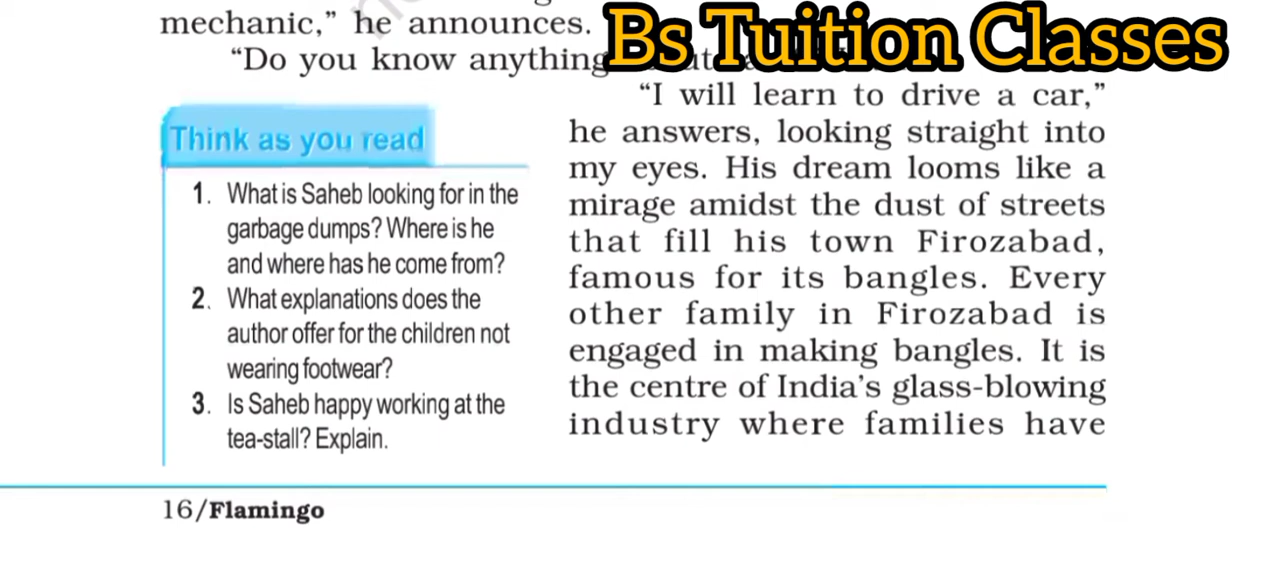 mechanic," he announces.
Bs Tuition Classes
"Do you know anything
"I will learn to drive a car,"
he answers, looking straight into
my eyes. His dream looms like a
mirage amidst the dust of streets
that fill his town Firozabad,
famous for its bangles. Every
other family in Firozabad is
engaged in making bangles. It is
the centre of India's glass-blowing
industry where families have
Think as you read
1. What is Saheb looking for in the
garbage dumps? Where is he
and where has he come from?
2. What explanations does the
author offer for the children not
wearing footwear?
3. Is Saheb happy working at the
tea-stall? Explain.
16/Flamingo